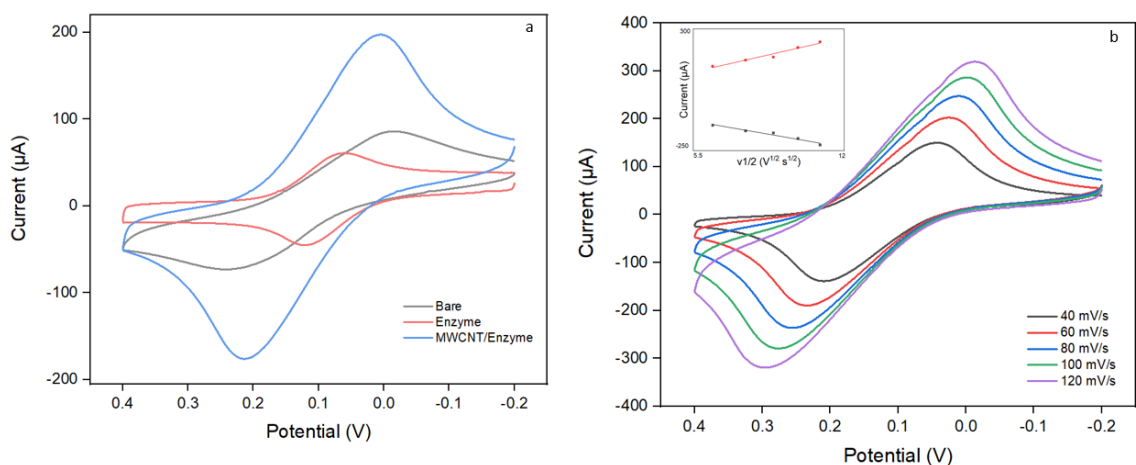 a
200
100
0
-100
-200
Current (µA)
0.4 0.3 0.2 0.1 0.0 -0.1 -0.2
Potential (V)
Bare
Enzyme
MWCNT/Enzyme
b
400
300
200
100
0
-100
-200
-300
-400
Current (µA)
300
-250
Current (µA)
5.5 12
v1/2 (V1/2 s1/2)
40 mV/s
60 mV/s
80 mV/s
100 mV/s
120 mV/s
0.4 0.3 0.2 0.1 0.0 -0.1 -0.2
Potential (V)